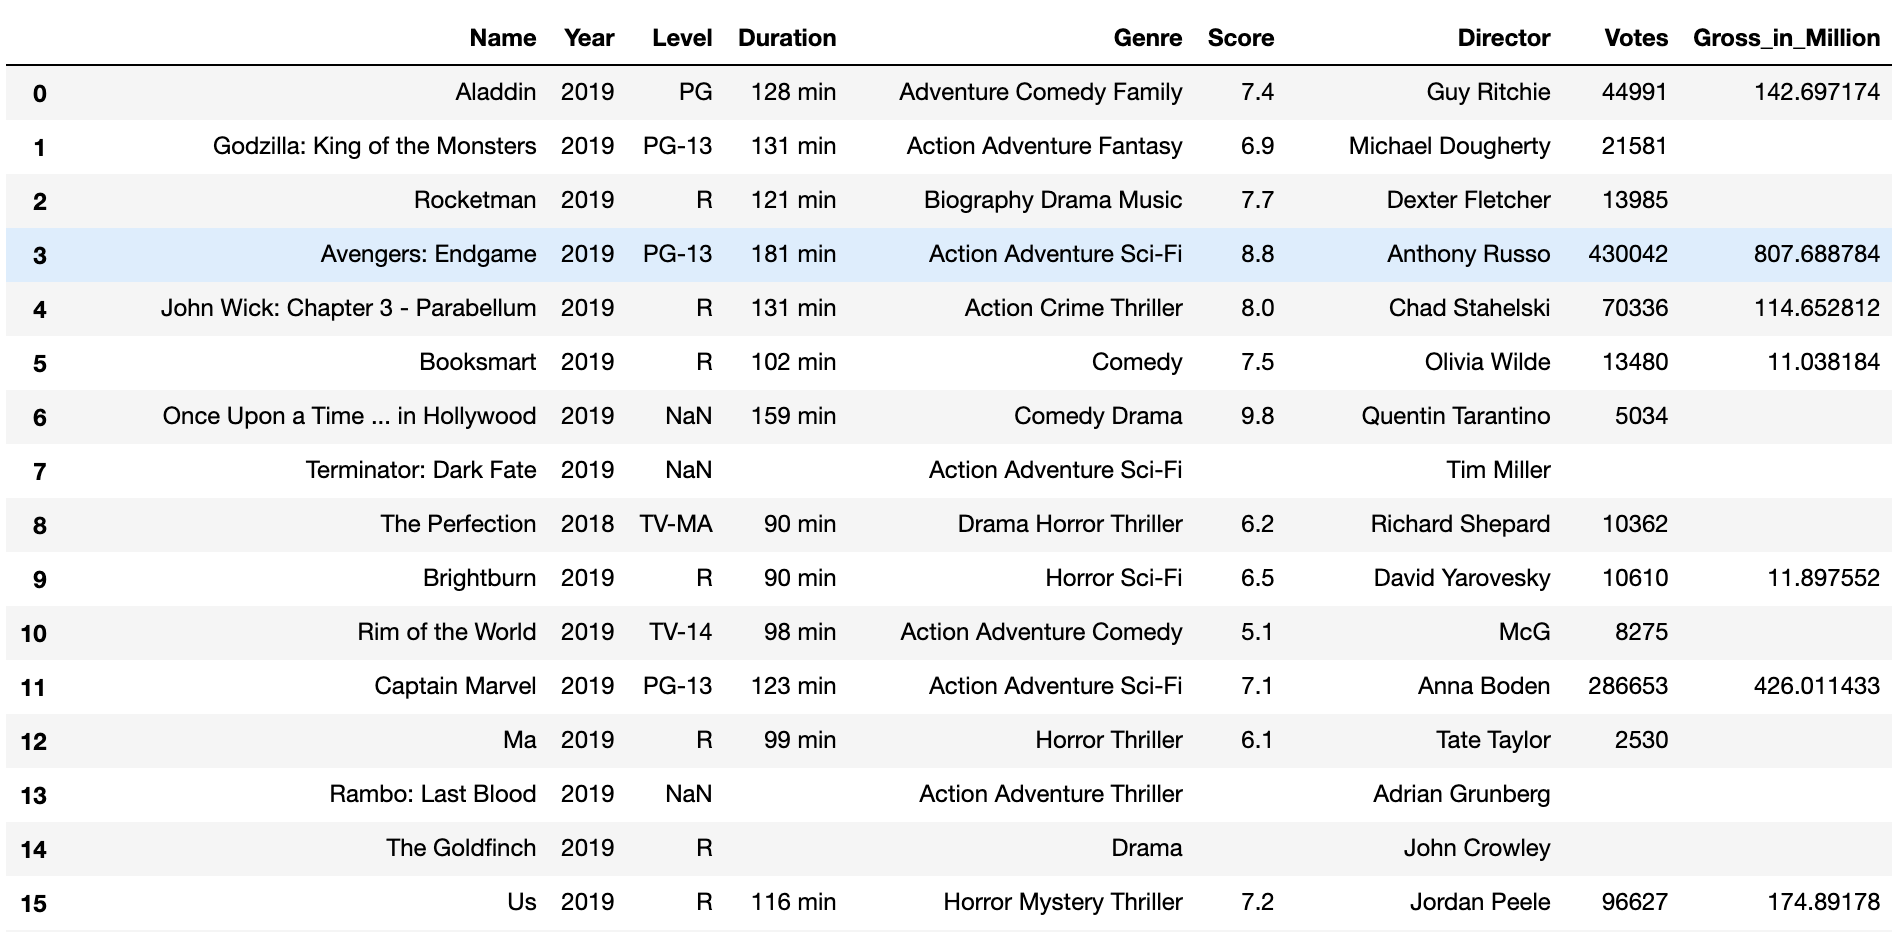 Name Year Level Duration Genre Score Director Votes Gross_in_Million
0 Aladdin 2019 PG 128 min Adventure Comedy Family 7.4 Guy Ritchie 44991 142.697174
1 Godzilla: King of the Monsters 2019 PG-13 131 min Action Adventure Fantasy 6.9 Michael Dougherty 21581
2 Rocketman 2019 R 121 min Biography Drama Music 7.7 Dexter Fletcher 13985
3 Avengers: Endgame 2019 PG-13 181 min Action Adventure Sci-Fi 8.8 Anthony Russo 430042 807.688784
4 John Wick: Chapter 3 - Parabellum 2019 R 131 min Action Crime Thriller 8.0 Chad Stahelski 70336 114.652812
5 Booksmart 2019 R 102 min Comedy 7.5 Olivia Wilde 13480 11.038184
6 Once Upon a Time ... in Hollywood 2019 NaN 159 min Comedy Drama 9.8 Quentin Tarantino 5034
7 Terminator: Dark Fate 2019 NaN Action Adventure Sci-Fi Tim Miller
8 The Perfection 2018 TV-MA 90 min Drama Horror Thriller 6.2 Richard Shepard 10362
9 Brightburn 2019 R 90 min Horror Sci-Fi 6.5 David Yarovesky 10610 11.897552
10 Rim of the World 2019 TV-14 98 min Action Adventure Comedy 5.1 McG 8275
11 Captain Marvel 2019 PG-13 123 min Action Adventure Sci-Fi 7.1 Anna Boden 286653 426.011433
12 Ma 2019 R 99 min Horror Thriller 6.1 Tate Taylor 2530
13 Rambo: Last Blood 2019 NaN Action Adventure Thriller Adrian Grunberg
14 The Goldfinch 2019 R Drama John Crowley
15 Us 2019 R 116 min Horror Mystery Thriller 7.2 Jordan Peele 96627 174.89178